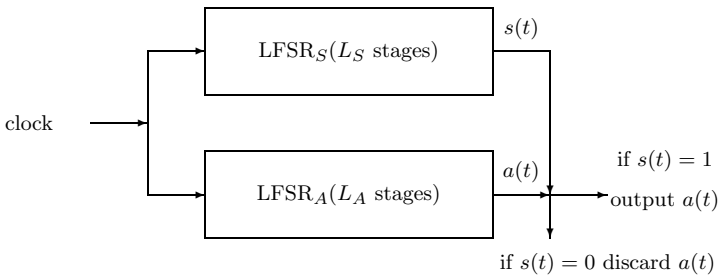 s(t)
LFSR_S(L_S stages)
clock
a(t)
LFSR_A(L_A stages)
if s(t) = 1
output a(t)
if s(t) = 0 discard a(t)